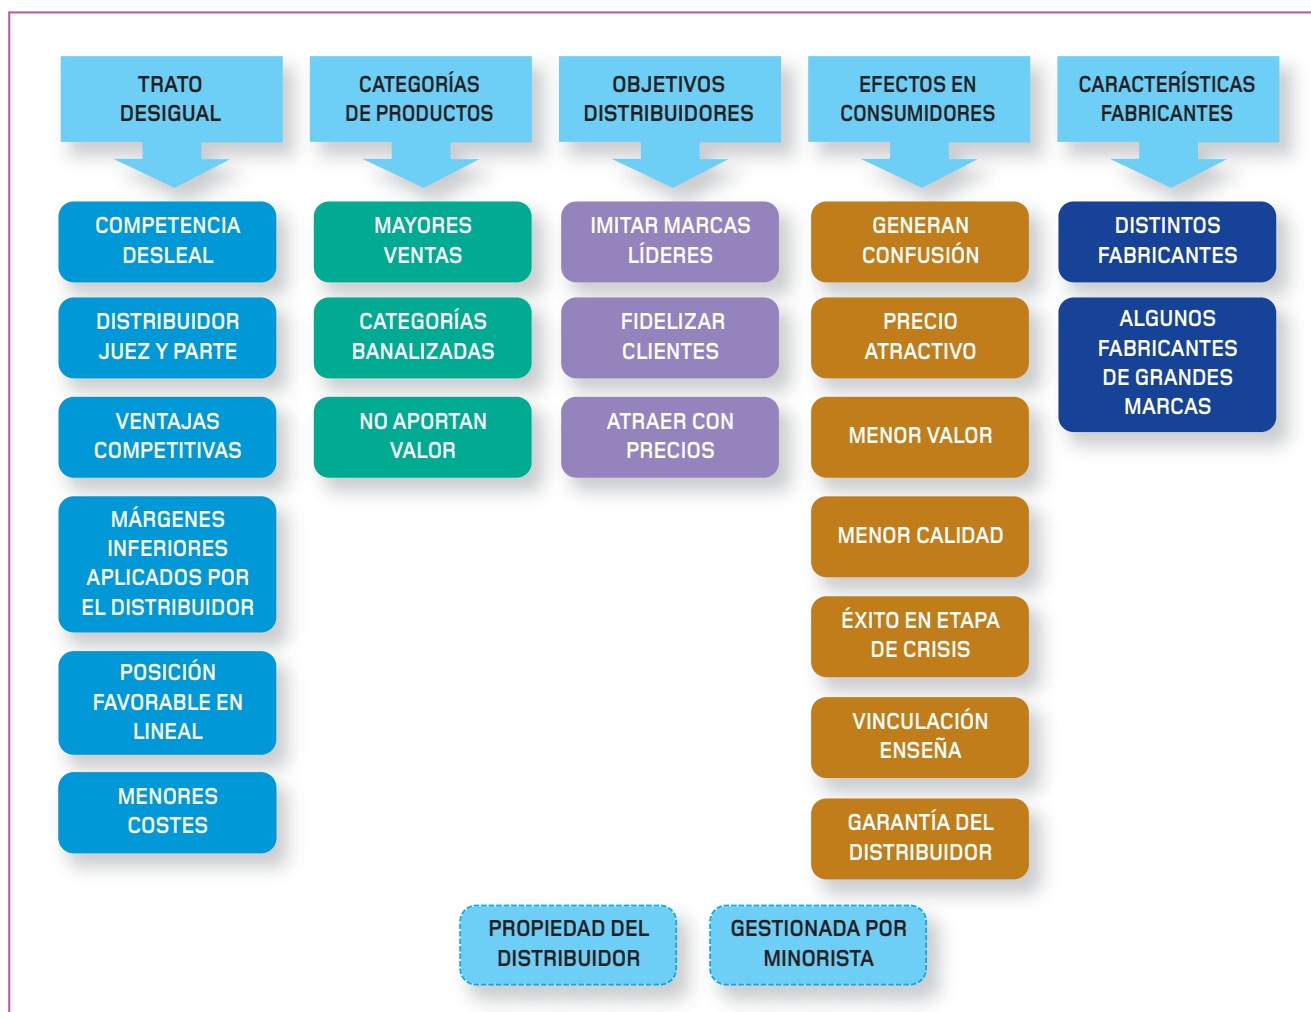 TRATO
DESIGUAL
COMPETENCIA
DESLEAL
DISTRIBUIDOR
JUEZ Y PARTE
VENTAJAS
COMPETITIVAS
MÁRGENES
INFERIORES
APLICADOS POR
EL DISTRIBUIDOR
POSICIÓN
FAVORABLE EN
LINEAL
MENORES
COSTES
CATEGORÍAS
DE PRODUCTOS
MAYORES
VENTAS
CATEGORÍAS
BANALIZADAS
NO APORTAN
VALOR
OBJETIVOS
DISTRIBUIDORES
IMITAR MARCAS
LÍDERES
FIDELIZAR
CLIENTES
ATRAER CON
PRECIOS
EFECTOS EN
CONSUMIDORES
GENERAN
CONFUSIÓN
PRECIO
ATRACTIVO
MENOR VALOR
MENOR CALIDAD
ÉXITO EN ETAPA
DE CRISIS
VINCULACIÓN
ENSEÑA
GARANTÍA DEL
DISTRIBUIDOR
CARACTERÍSTICAS
FABRICANTES
DISTINTOS
FABRICANTES
ALGUNOS
FABRICANTES
DE GRANDES
MARCAS
PROPIEDAD DEL
DISTRIBUIDOR
GESTIONADA POR
MINORISTA